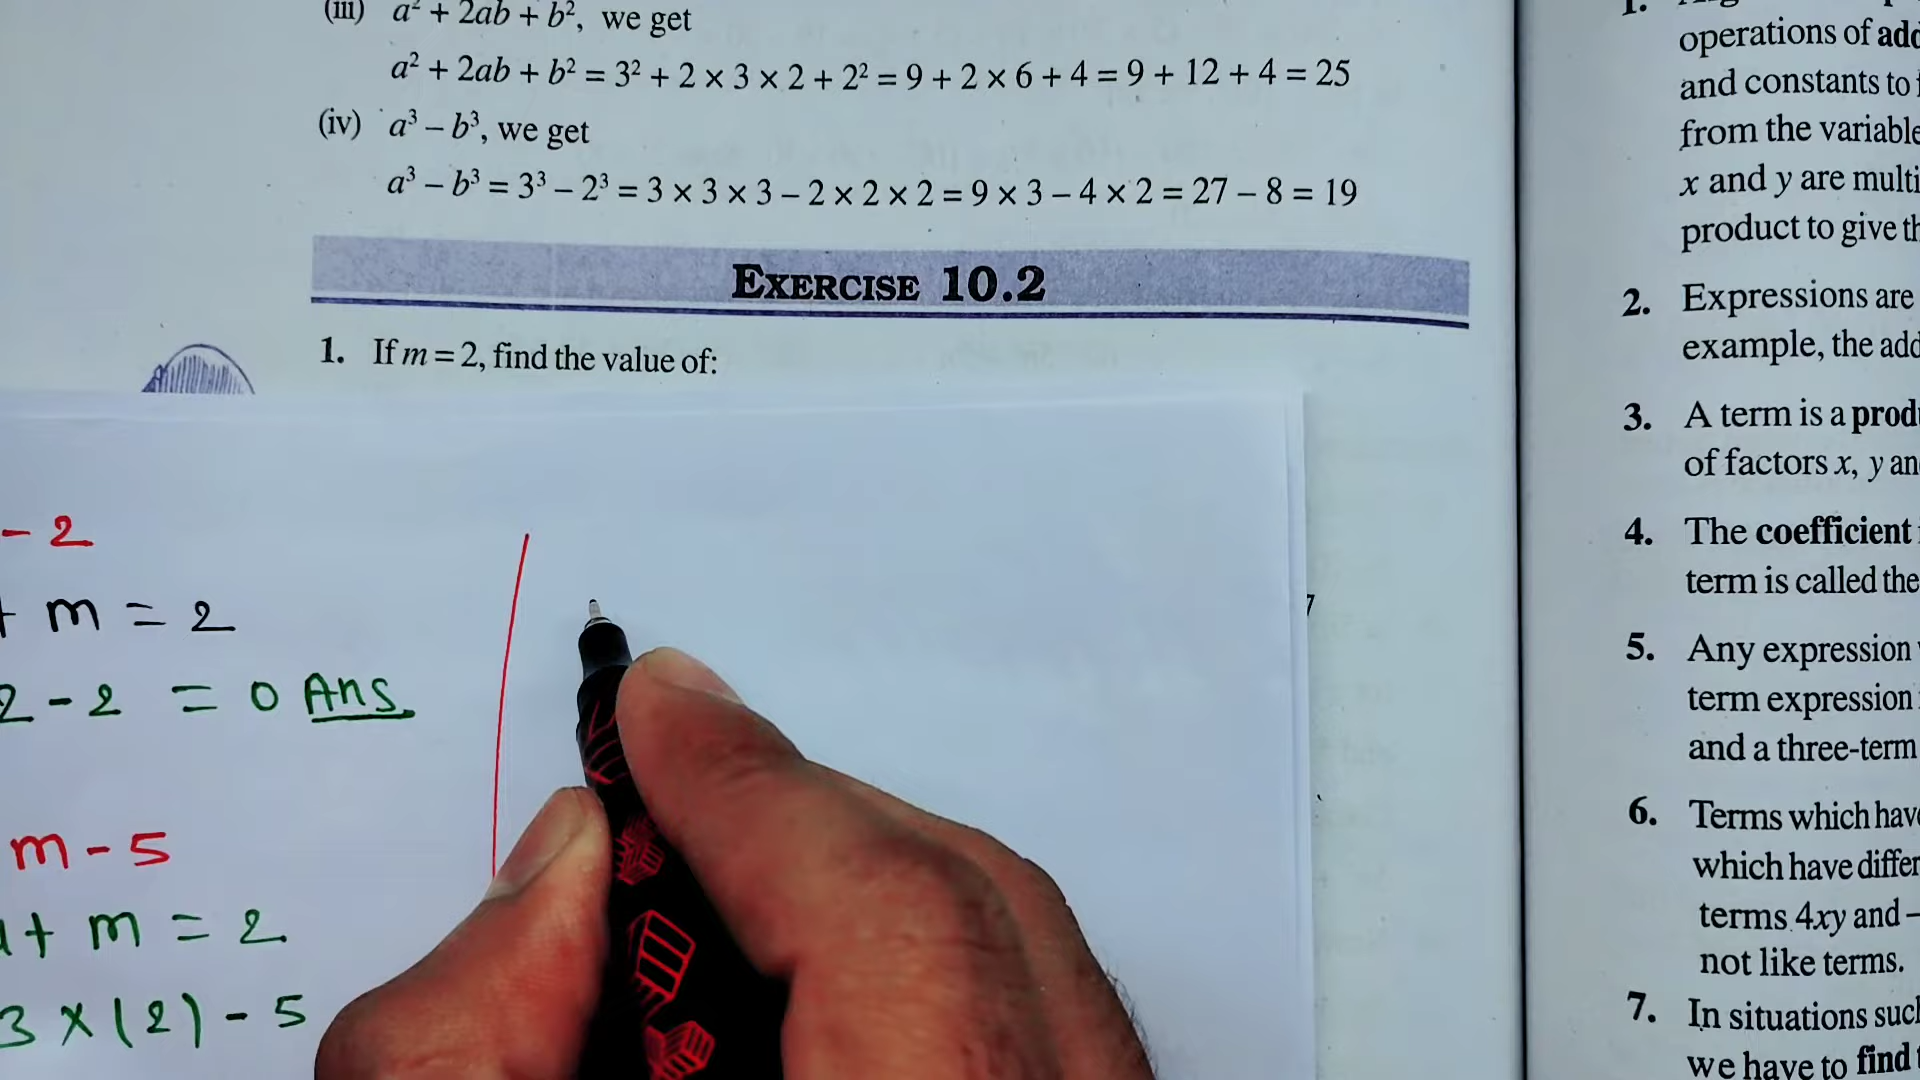 (iii) a² + 2ab + b², we get
a² + 2ab + b² = 3² + 2 × 3 × 2 + 2² = 9 + 2 × 6 + 4 = 9 + 12 + 4 = 25
(iv) a³ – b³, we get
a³ – b³ = 3³ – 2³ = 3 × 3 × 3 – 2 × 2 × 2 = 9 × 3 – 4 × 2 = 27 – 8 = 19
EXERCISE 10.2
1. If m = 2, find the value of:
- 2
m = 2
2 - 2 = 0 Ans
m - 5
m = 2
3 × (2) - 5
7
1.
operations of add
and constants to
from the variable
x and y are multi
product to give th
2. Expressions are
example, the add
3. A term is a prod
of factors x, y an
4. The coefficient
term is called the
5. Any expression
term expression
and a three-term
6. Terms which have
which have differ
terms 4xy and –
not like terms.
7. In situations such
we have to find